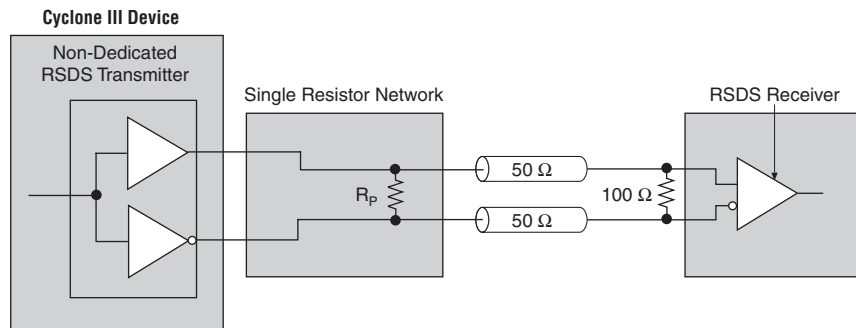 Cyclone III Device
Non-Dedicated
RSDS Transmitter
Single Resistor Network
RSDS Receiver
50 Ω
RP
100 Ω
50 Ω